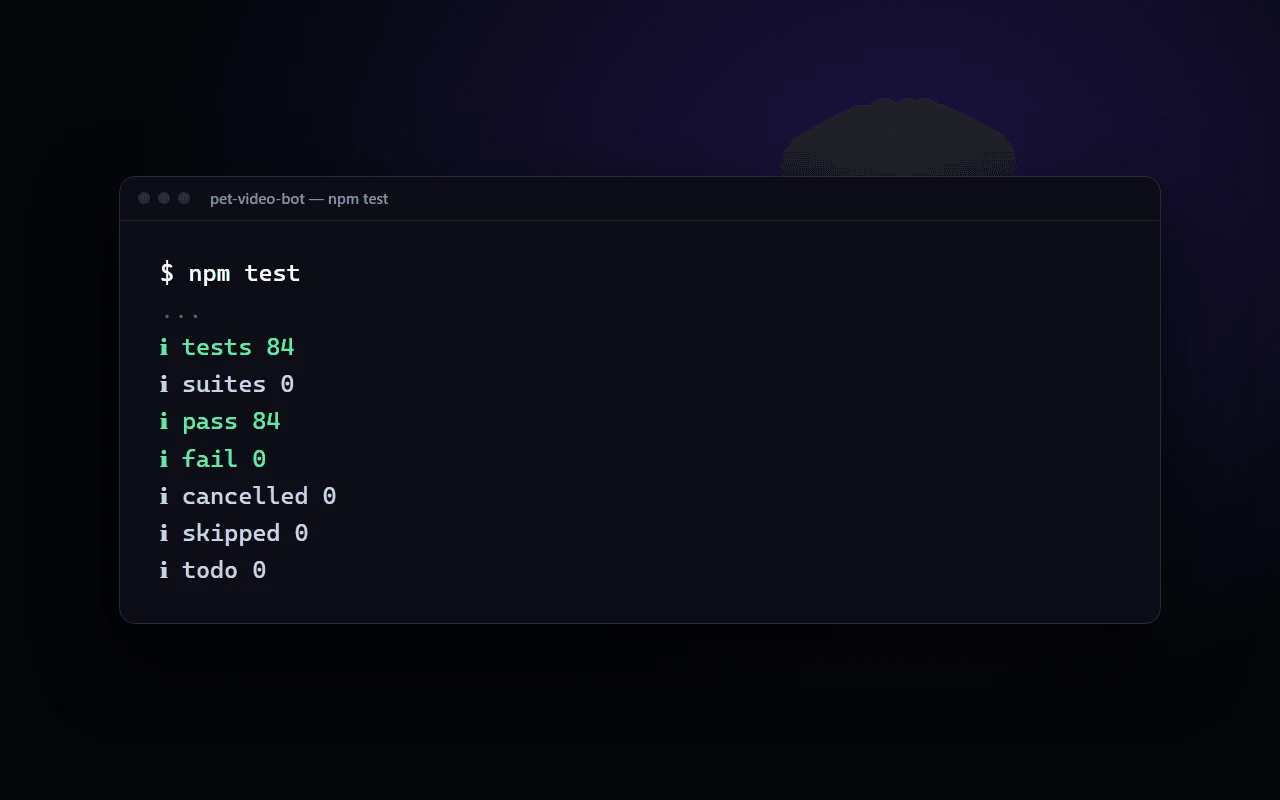 pet-video-bot — npm test
$ npm test
...
ℹ tests 84
ℹ suites 0
ℹ pass 84
ℹ fail 0
ℹ cancelled 0
ℹ skipped 0
ℹ todo 0